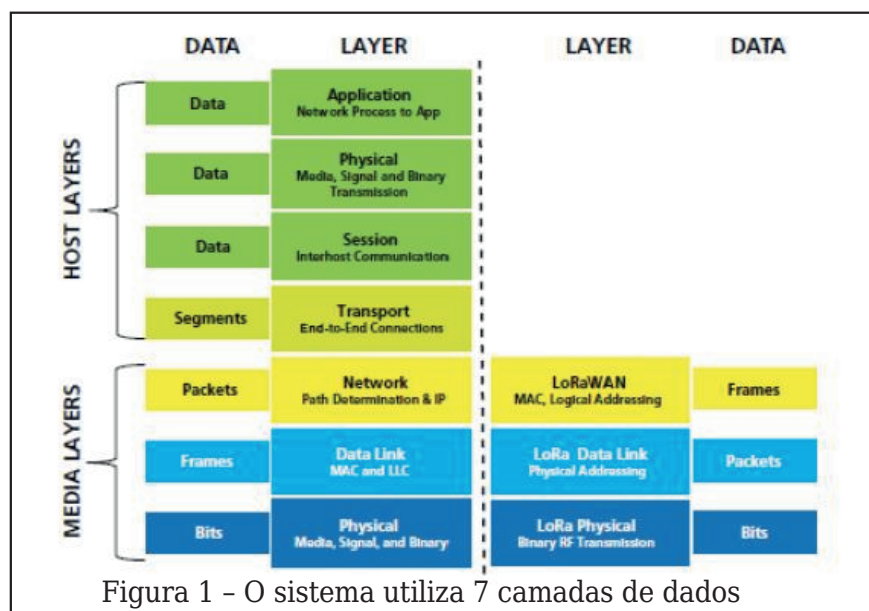 DATA LAYER LAYER DATA
HOST LAYERS
Data
Application
Network Process to App
Data
Physical
Media, Signal and Binary
Transmission
Data
Session
Interhost Communication
Segments
Transport
End-to-End Connections
MEDIA LAYERS
Packets
Network
Path Determination & IP
LoRaWAN
MAC, Logical Addressing
Frames
Frames
Data Link
MAC and LLC
LoRa Data Link
Physical Addressing
Packets
Bits
Physical
Media, Signal, and Binary
LoRa Physical
Binary RF Transmission
Bits
Figura 1 – O sistema utiliza 7 camadas de dados